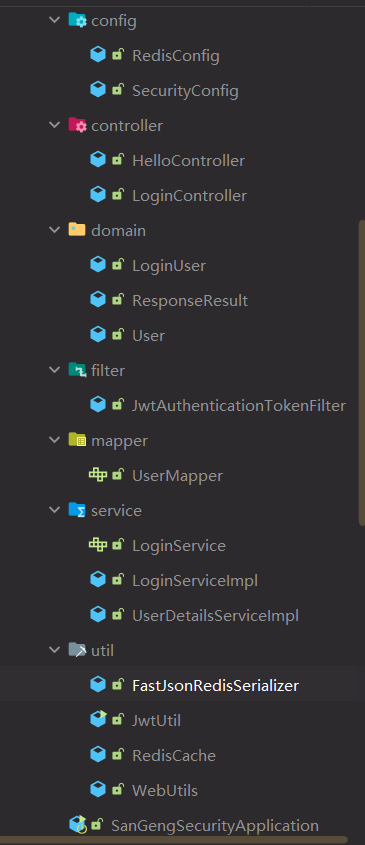 config
RedisConfig
SecurityConfig
controller
HelloController
LoginController
domain
LoginUser
ResponseResult
User
filter
JwtAuthenticationTokenFilter
mapper
UserMapper
service
LoginService
LoginServiceImpl
UserDetailsServiceImpl
util
FastJsonRedisSerializer
JwtUtil
RedisCache
WebUtils
SanGengSecurityApplication